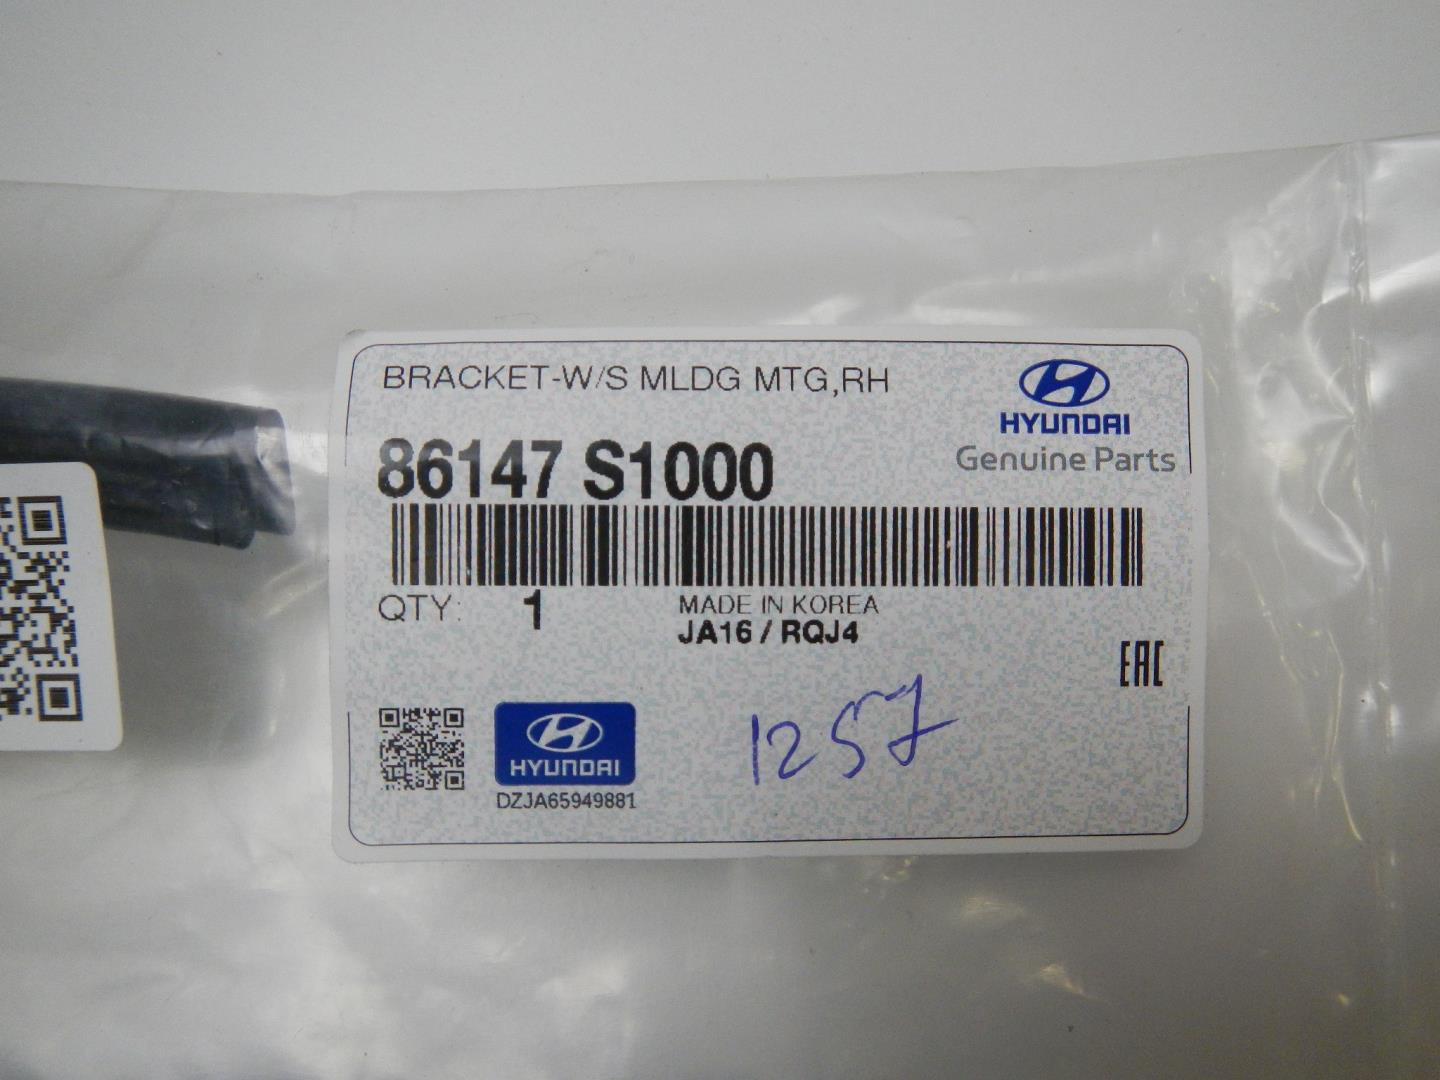 BRACKET-W/S MLDG MTG,RH
HYUNDAI
Genuine Parts
86147 S1000
QTY: 1
MADE IN KOREA
JA16 / RQJ4
EAC
1257
HYUNDAI
DZJA65949881